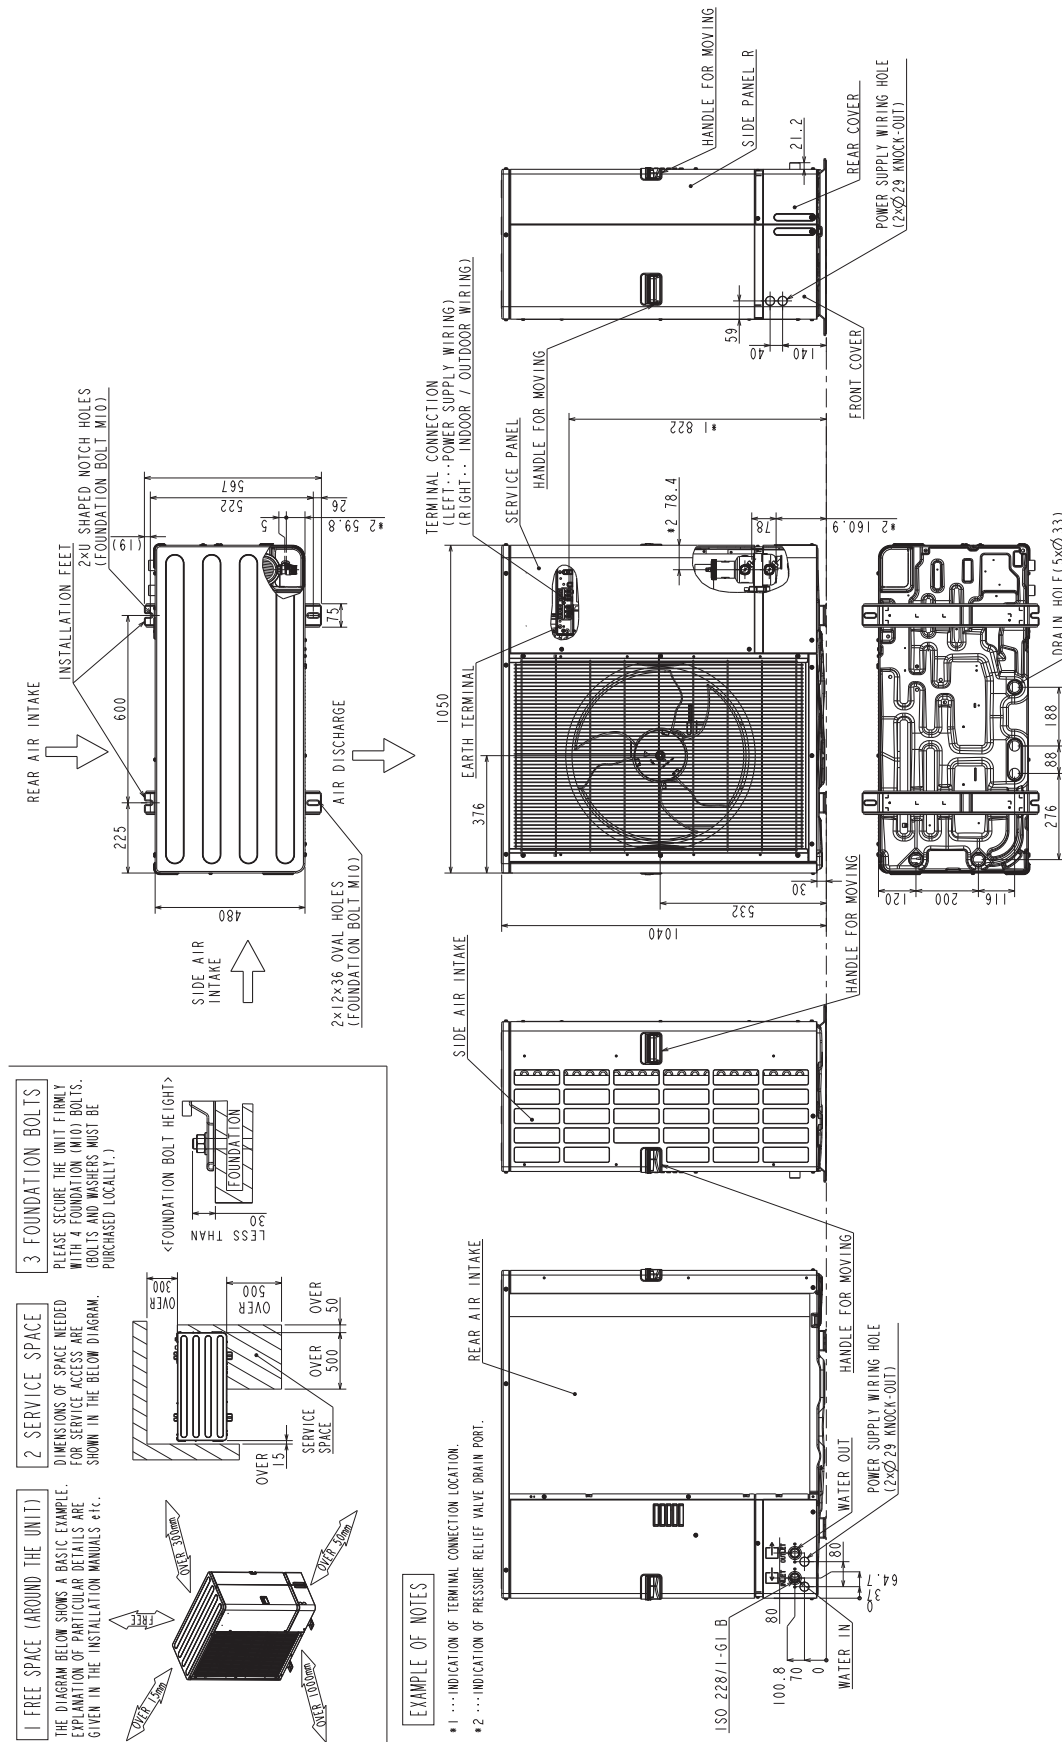 1 FREE SPACE (AROUND THE UNIT)
THE DIAGRAM BELOW SHOWS A BASIC EXAMPLE.
EXPLANATION OF PARTICULAR DETAILS ARE
GIVEN IN THE INSTALLATION MANUALS etc.
FREE
OVER 300mm
OVER 15mm
OVER 50mm
OVER 1000mm
2 SERVICE SPACE
DIMENSIONS OF SPACE NEEDED
FOR SERVICE ACCESS ARE
SHOWN IN THE BELOW DIAGRAM.
OVER
300
OVER
500
OVER
15
OVER
500
OVER
50
SERVICE
SPACE
3 FOUNDATION BOLTS
PLEASE SECURE THE UNIT FIRMLY
WITH 4 FOUNDATION (M10) BOLTS.
(BOLTS AND WASHERS MUST BE
PURCHASED LOCALLY.)
<FOUNDATION BOLT HEIGHT>
LESS THAN
30
FOUNDATION
REAR AIR INTAKE
INSTALLATION FEET
2xU SHAPED NOTCH HOLES
(FOUNDATION BOLT M10)
225
600
(19)
480
522
567
26
5
*2 59.8
75
SIDE AIR
INTAKE
AIR DISCHARGE
2x12x36 OVAL HOLES
(FOUNDATION BOLT M10)
EXAMPLE OF NOTES
*1 ...INDICATION OF TERMINAL CONNECTION LOCATION.
*2 ...INDICATION OF PRESSURE RELIEF VALVE DRAIN PORT.
REAR AIR INTAKE
ISO 228/1-G1 B
INLET
OUTLET
WATER IN
WATER OUT
POWER SUPPLY WIRING HOLE
(2xØ 29 KNOCK-OUT)
HANDLE FOR MOVING
100.8
70
0
80
80
0
37
64.7
SIDE AIR INTAKE
HANDLE FOR MOVING
1050
376
1040
532
30
EARTH TERMINAL
TERMINAL CONNECTION
(LEFT...POWER SUPPLY WIRING)
(RIGHT.. INDOOR / OUTDOOR WIRING)
SERVICE PANEL
HANDLE FOR MOVING
*2 78.4
78
*2 160.9
*1 822
59
40
140
FRONT COVER
HANDLE FOR MOVING
SIDE PANEL R
21.2
REAR COVER
POWER SUPPLY WIRING HOLE
(2xØ 29 KNOCK-OUT)
120
200
116
276
88
188
DRAIN HOLE(5xØ 33)